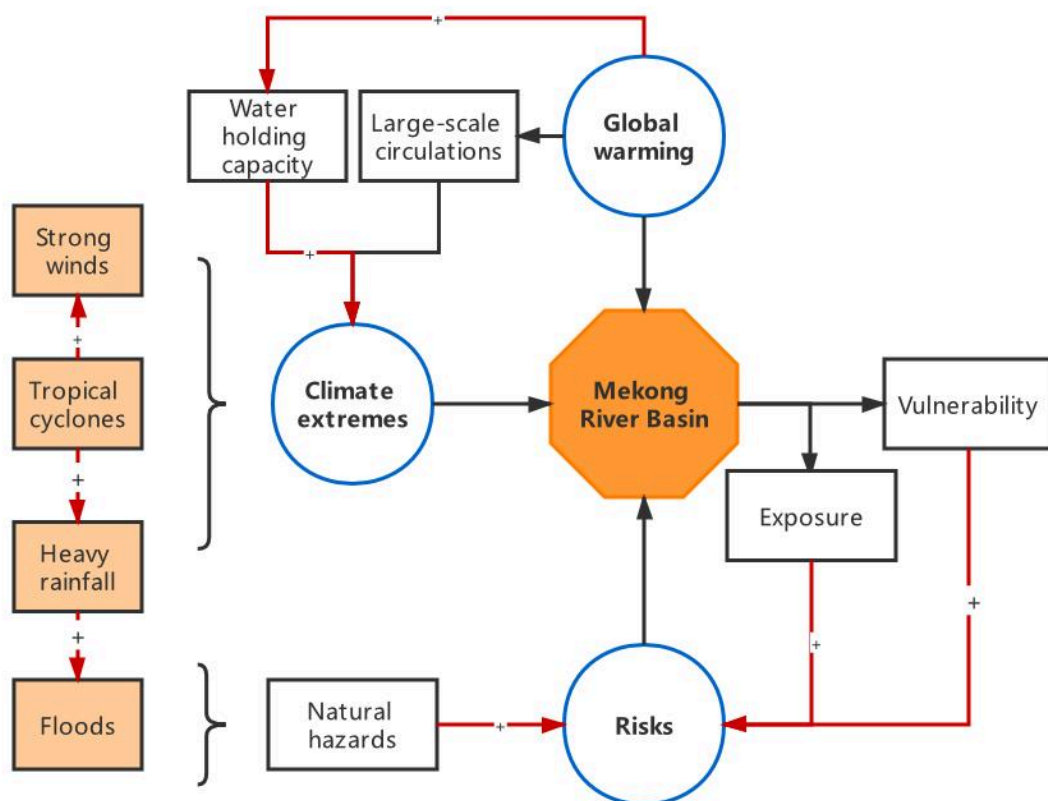 +
Water
holding
capacity
Large-scale
circulations
Global
warming
Strong
winds
+
+
Tropical
cyclones
Climate
extremes
Mekong
River Basin
Vulnerability
+
Exposure
Heavy
rainfall
+
+
+
Floods
Natural
hazards
+
Risks